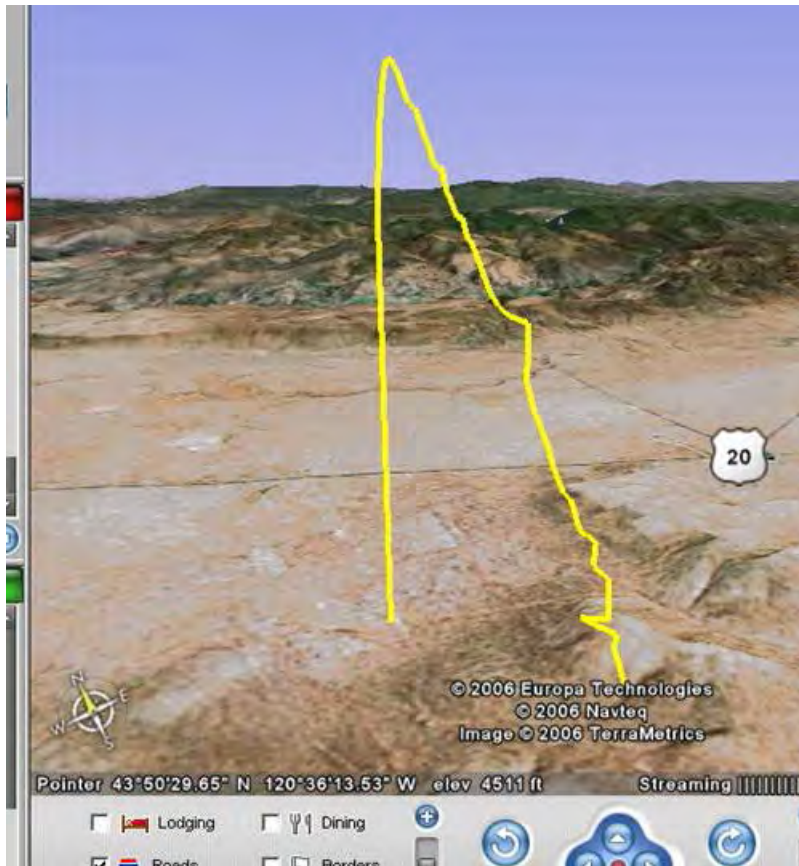 20
N
E
W
S
© 2006 Europa Technologies
© 2006 Navteq
Image © 2006 TerraMetrics
Pointer 43°50'29.65" N 120°36'13.53" W elev 4511 ft Streaming ||||||||||
Lodging Dining
Roads Borders